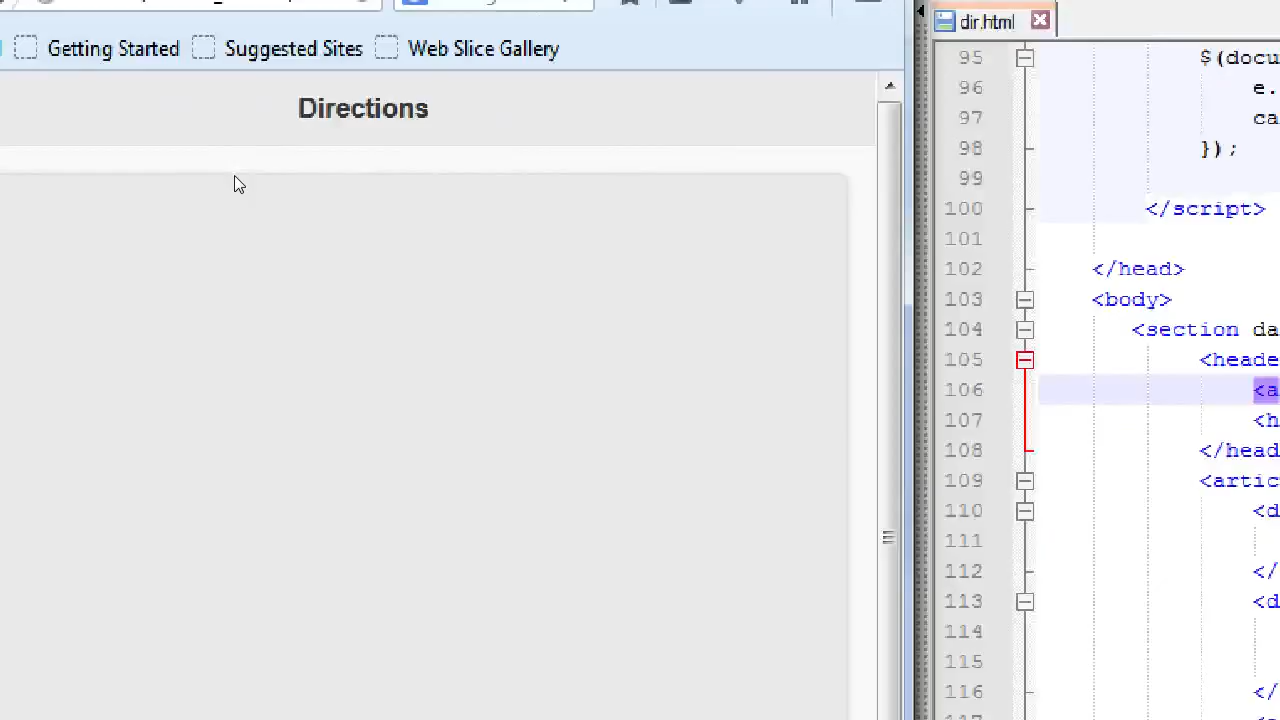 Getting Started Suggested Sites Web Slice Gallery
Directions
dir.html
95 $(docu
96 e.
97 ca
98 });
99
100 </script>
101
102 </head>
103 <body>
104 <section da
105 <heade
106 <a
107 <h
108 </head
109 <artic
110 <d
111
112 </
113 <d
114
115
116 </